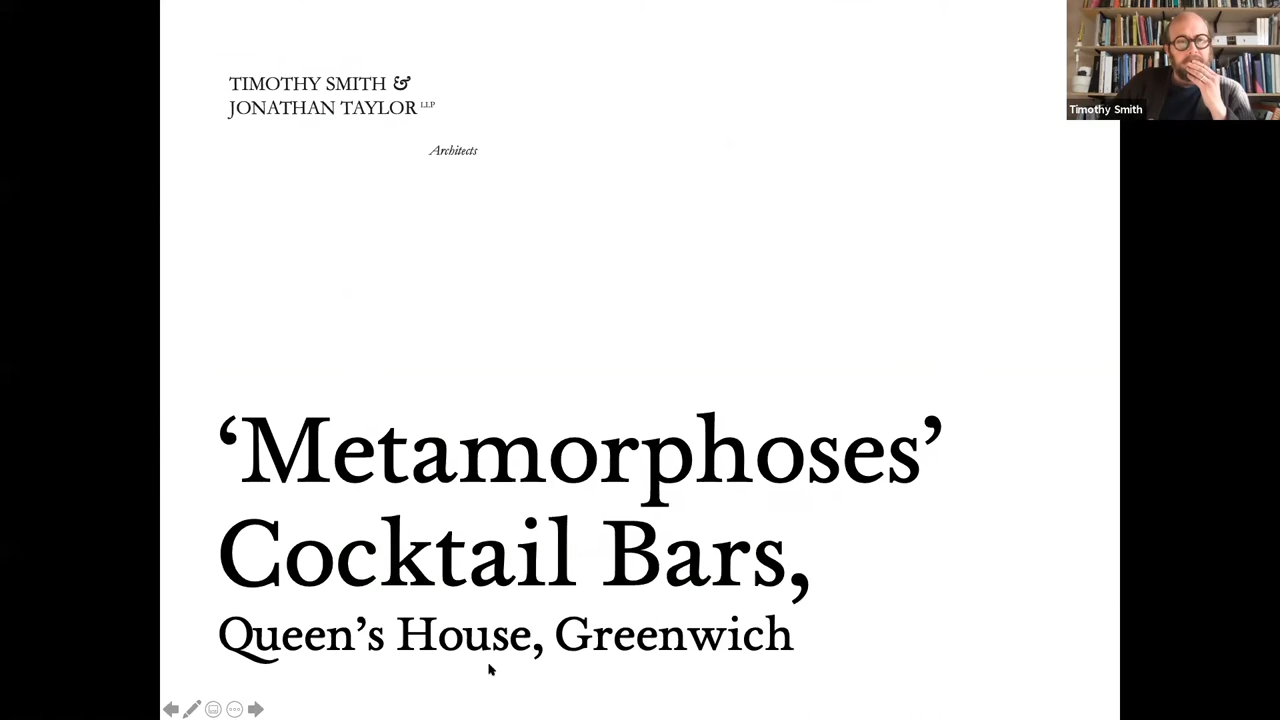 TIMOTHY SMITH &
JONATHAN TAYLOR LLP
Architects
Timothy Smith
‘Metamorphoses’
Cocktail Bars,
Queen’s House, Greenwich